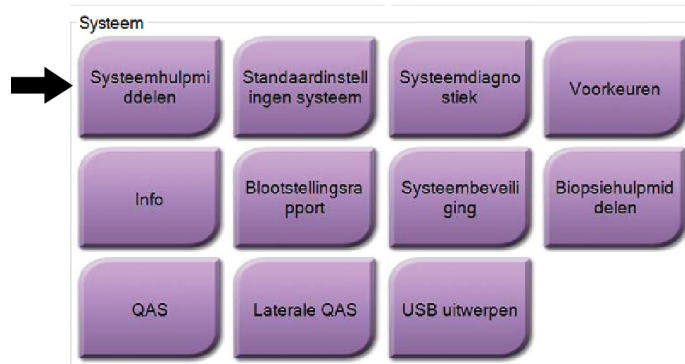 Systeem
Systeemhulpmi
ddelen
Standaardinstell
ingen systeem
Systeemdiagno
stiek
Voorkeuren
Info
Blootstellingsra
pport
Systeembeveili
ging
Biopsiehulpmid
delen
QAS
Laterale QAS
USB uitwerpen